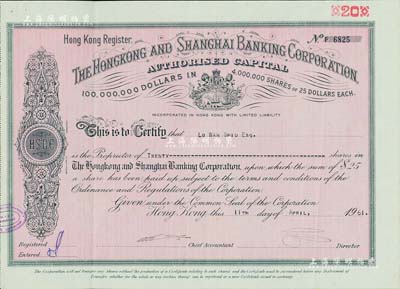 20
Hong Kong Register.
No F 6825
THE HONGKONG AND SHANGHAI BANKING CORPORATION
AUTHORISED CAPITAL
100,000,000 DOLLARS IN 4,000,000 SHARES OF 25 DOLLARS EACH.
INCORPORATED IN HONG KONG WITH LIMITED LIABILITY
This is to Certify that
is the Proprietor of TWENTY shares in
The Hongkong and Shanghai Banking Corporation, upon which the sum of $25
a share has been paid up subject to the terms and conditions of the
Ordinance and Regulations of the Corporation.
Given under the Common Seal of the Corporation
Hong Kong this 11TH day of APRIL, 1961.
HSBC
Registered
Entered
Chief Accountant
Director